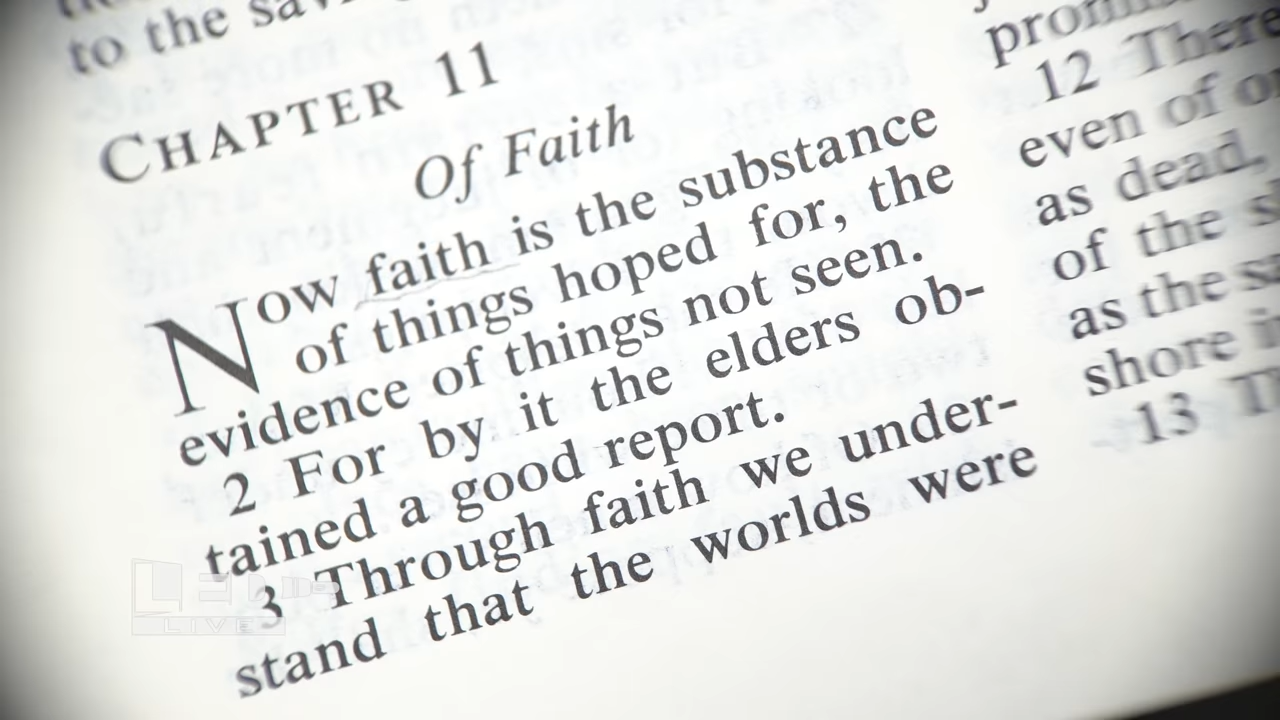 to the
CHAPTER 11
Of Faith
Now faith is the substance
of things hoped for, the
evidence of things not seen.
2 For by it the elders ob-
tained a good report.
3 Through faith we under-
stand that the worlds were
12 There
even of
as dead,
of the
as the
shore
13
LIVE